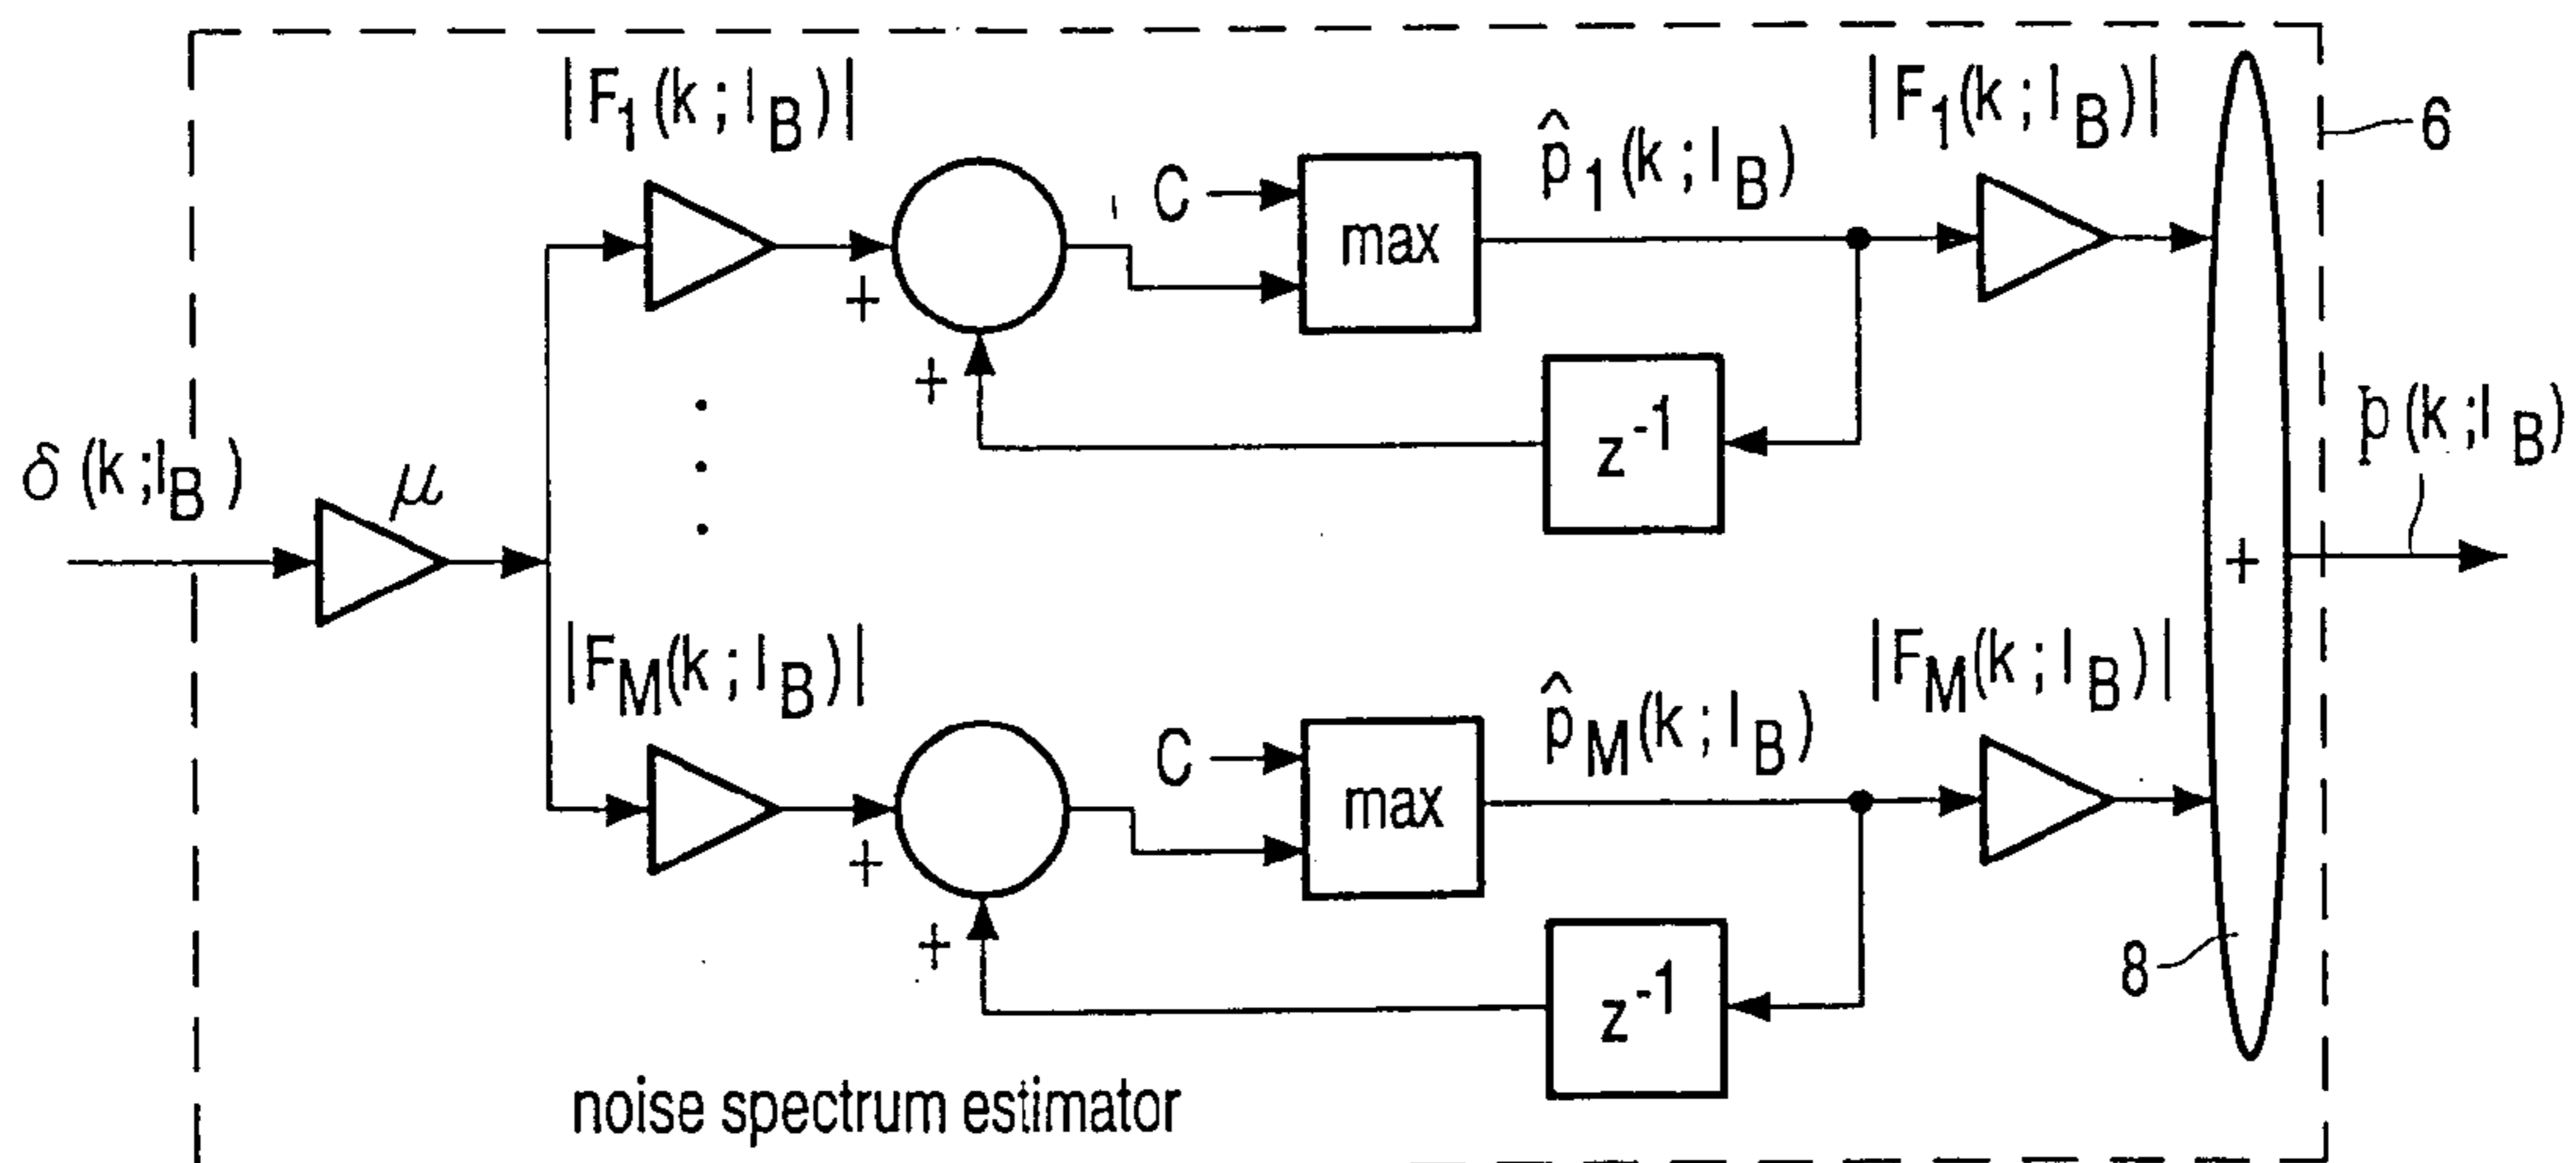 |F1(k;lB)|
|F1(k;lB)|
6
p̂1(k;lB)
C
max
+
+
z-1
δ(k;lB)
μ
p(k;lB)
+
|FM(k;lB)|
|FM(k;lB)|
p̂M(k;lB)
C
max
+
+
z-1
8
noise spectrum estimator